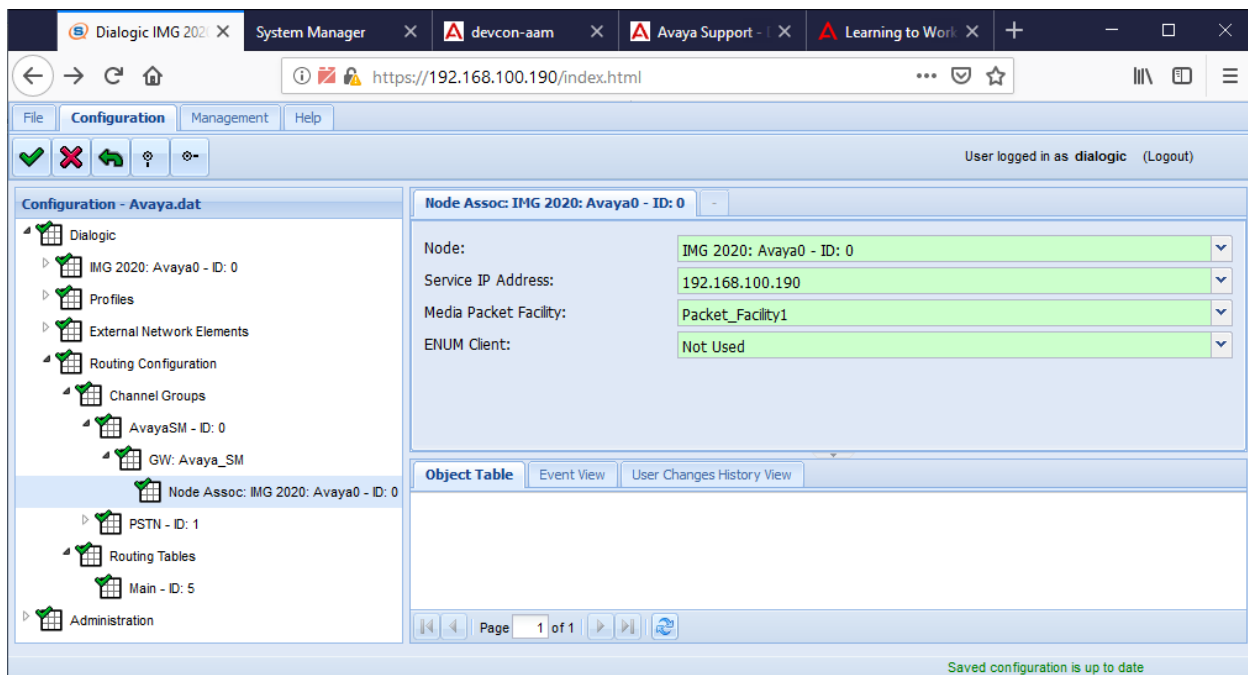 Dialogic IMG 202
System Manager
devcon-aam
Avaya Support -
Learning to Work
https://192.168.100.190/index.html
File
Configuration
Management
Help
User logged in as dialogic (Logout)
Configuration - Avaya.dat
Dialogic
IMG 2020: Avaya0 - ID: 0
Profiles
External Network Elements
Routing Configuration
Channel Groups
AvayaSM - ID: 0
GW: Avaya_SM
Node Assoc: IMG 2020: Avaya0 - ID: 0
PSTN - ID: 1
Routing Tables
Main - ID: 5
Administration
Node Assoc: IMG 2020: Avaya0 - ID: 0
-
Node: IMG 2020: Avaya0 - ID: 0
Service IP Address: 192.168.100.190
Media Packet Facility: Packet_Facility1
ENUM Client: Not Used
Object Table
Event View
User Changes History View
Page 1 of 1
Saved configuration is up to date